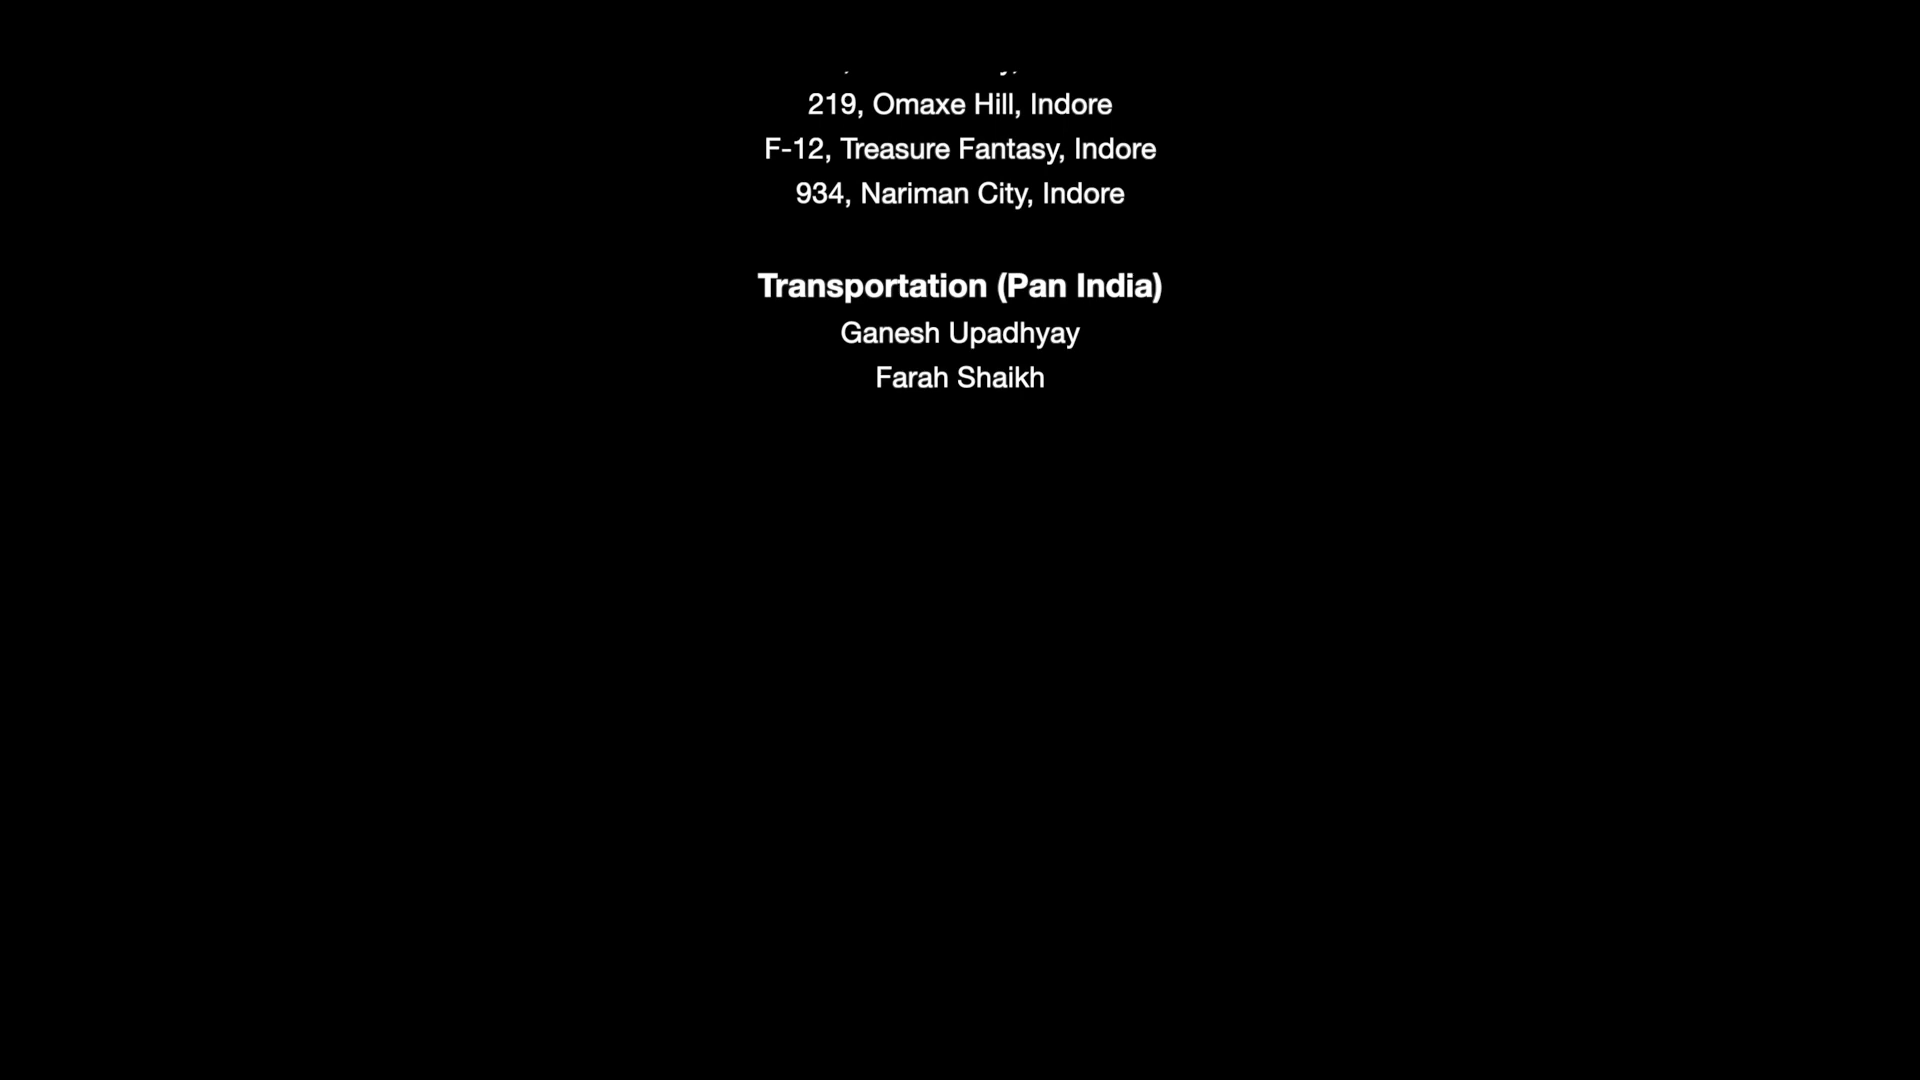 219, Omaxe Hill, Indore
F-12, Treasure Fantasy, Indore
934, Nariman City, Indore
Transportation (Pan India)
Ganesh Upadhyay
Farah Shaikh